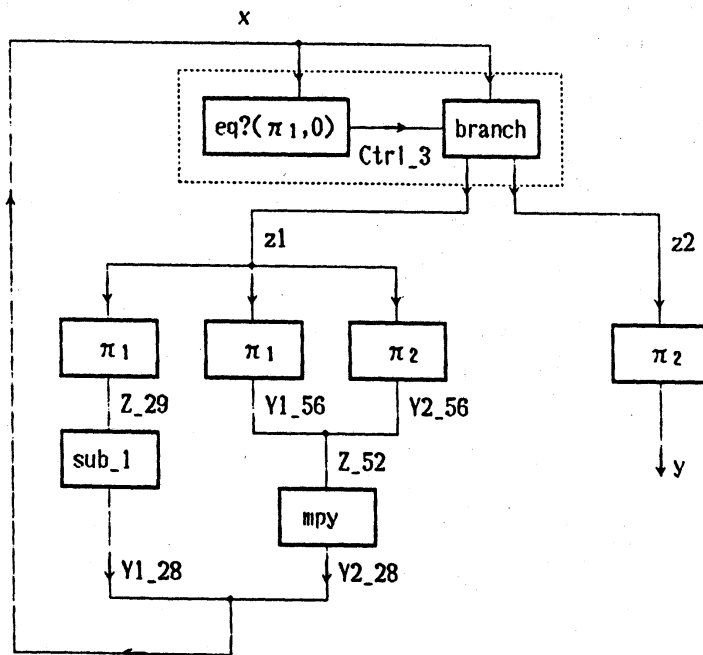 x
eq?(π1,0)
Ctrl_3
branch
z1
z2
π1
π1
π2
π2
Z_29
Y1_56
Y2_56
sub_1
Z_52
mpy
y
Y1_28
Y2_28